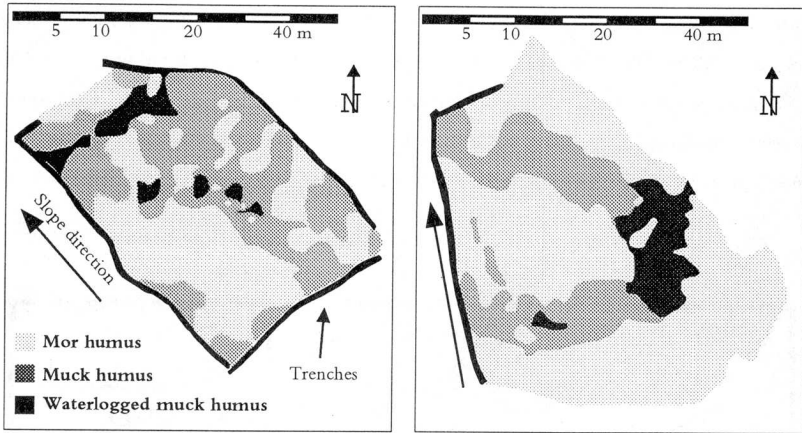 5 10 20 40 m
N
Slope direction
Mor humus
Muck humus
Waterlogged muck humus
Trenches
5 10 20 40 m
N